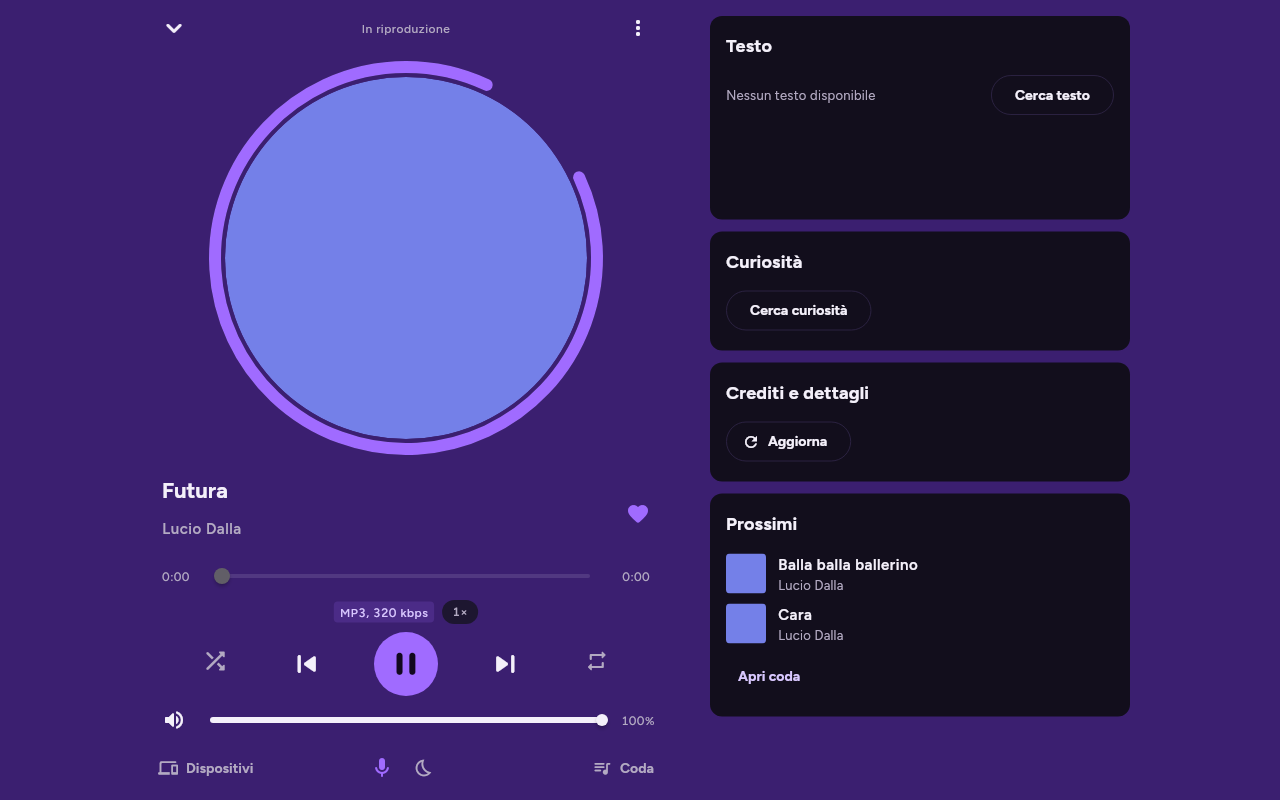 In riproduzione
Futura
Lucio Dalla
0:00
0:00
MP3, 320 kbps
1×
100%
Dispositivi
Coda
Testo
Nessun testo disponibile
Cerca testo
Curiosità
Cerca curiosità
Crediti e dettagli
Aggiorna
Prossimi
Balla balla ballerino
Lucio Dalla
Cara
Lucio Dalla
Apri coda